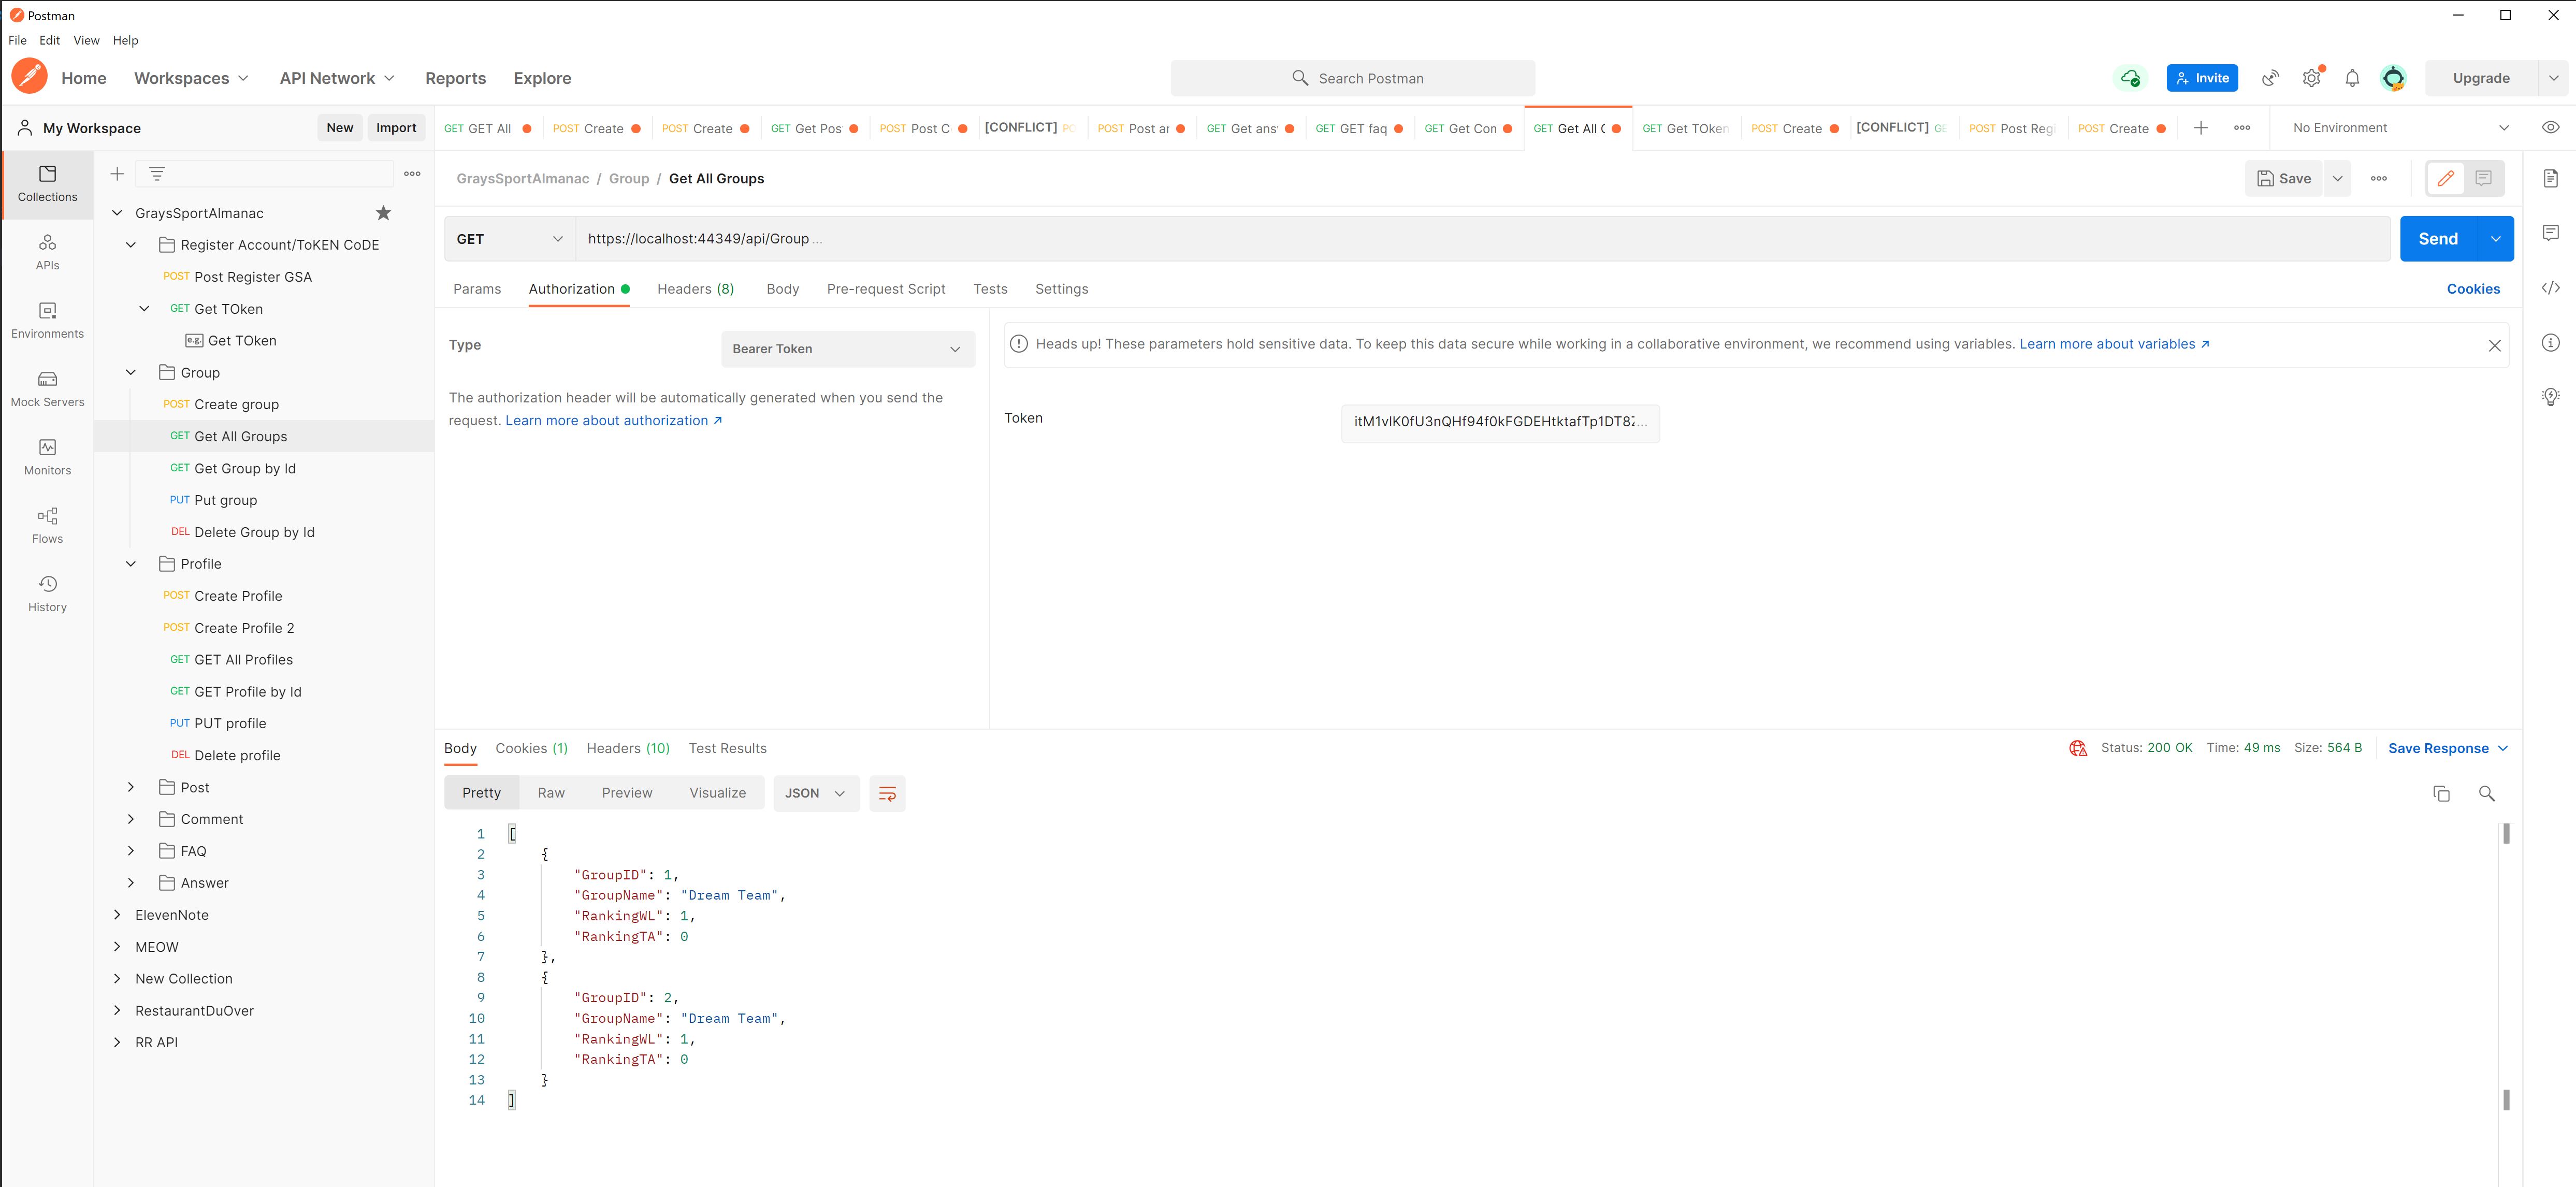 Postman
File Edit View Help
Home Workspaces API Network Reports Explore
Search Postman
Invite
Upgrade
My Workspace
New Import
GET GET All
POST Create
POST Create
GET Get Pos
POST Post C
[CONFLICT] PO
POST Post ar
GET Get ans
GET GET faq
GET Get Con
GET Get All
GET Get TOken
POST Create
[CONFLICT] GE
POST Post Regi
POST Create
No Environment
Collections
APIs
Environments
Mock Servers
Monitors
Flows
History
GraysSportAlmanac
Register Account/ToKEN CoDE
POST Post Register GSA
GET Get TOken
e.g. Get TOken
Group
POST Create group
GET Get All Groups
GET Get Group by Id
PUT Put group
DEL Delete Group by Id
Profile
POST Create Profile
POST Create Profile 2
GET GET All Profiles
GET GET Profile by Id
PUT PUT profile
DEL Delete profile
Post
Comment
FAQ
Answer
ElevenNote
MEOW
New Collection
RestaurantDuOver
RR API
GraysSportAlmanac / Group / Get All Groups
Save
GET https://localhost:44349/api/Group ...
Send
Params Authorization Headers (8) Body Pre-request Script Tests Settings
Cookies
Type Bearer Token
The authorization header will be automatically generated when you send the
request. Learn more about authorization ↗
Heads up! These parameters hold sensitive data. To keep this data secure while working in a collaborative environment, we recommend using variables. Learn more about variables ↗
Token itM1vIK0fU3nQHf94f0kFGDEHtktafTp1DT8...
Body Cookies (1) Headers (10) Test Results
Status: 200 OK Time: 49 ms Size: 564 B Save Response
Pretty Raw Preview Visualize JSON
1 [
2 {
3 "GroupID": 1,
4 "GroupName": "Dream Team",
5 "RankingWL": 1,
6 "RankingTA": 0
7 },
8 {
9 "GroupID": 2,
10 "GroupName": "Dream Team",
11 "RankingWL": 1,
12 "RankingTA": 0
13 }
14 ]